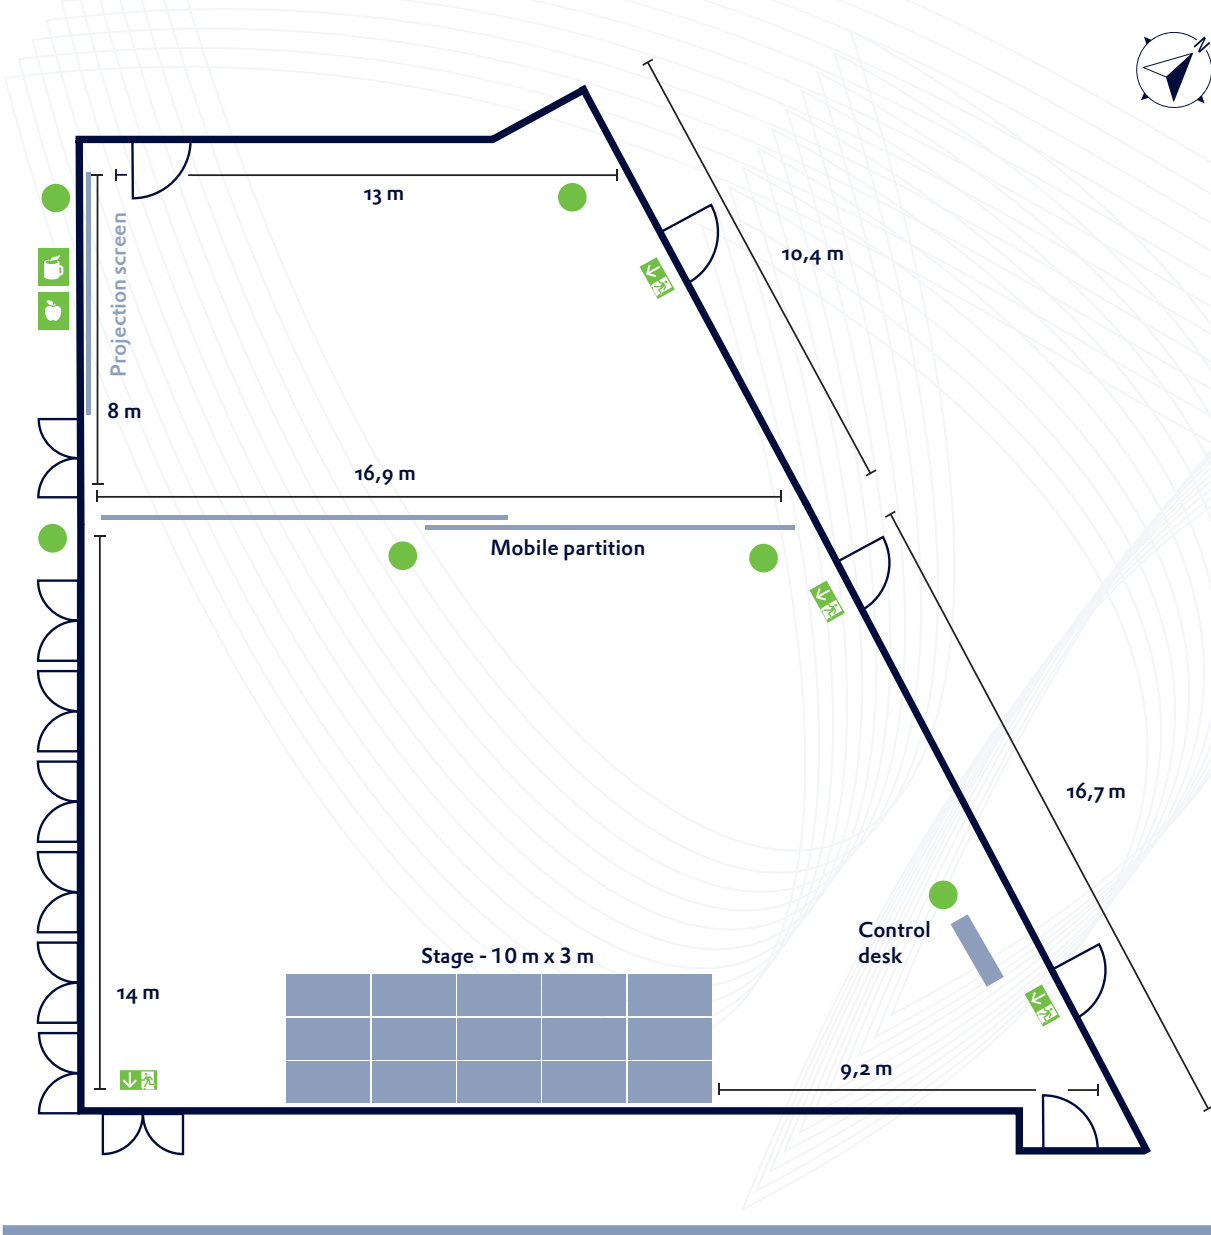 N
13 m
10,4 m
Projection screen
8 m
16,9 m
Mobile partition
16,7 m
Control
desk
Stage - 10 m x 3 m
14 m
9,2 m